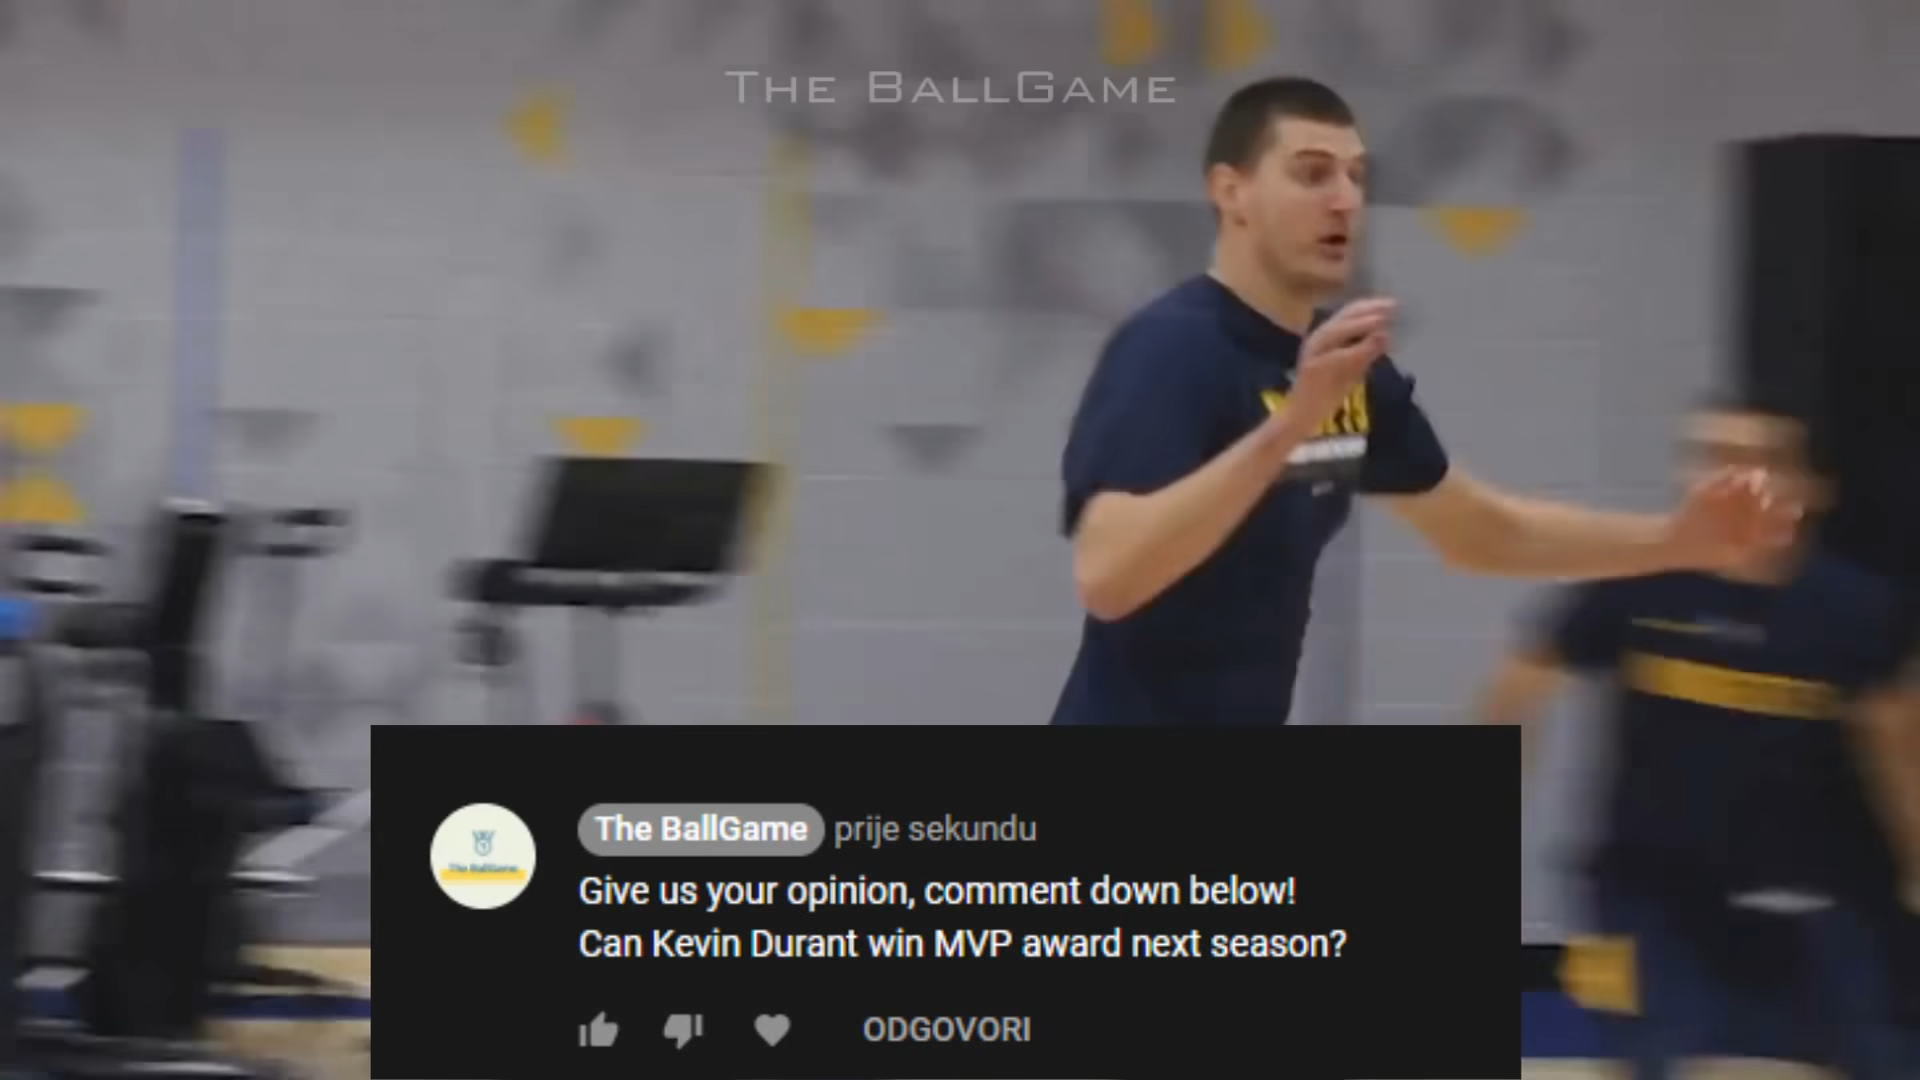 The BallGame
The BallGame prije sekundu
Give us your opinion, comment down below!
Can Kevin Durant win MVP award next season?
ODGOVORI